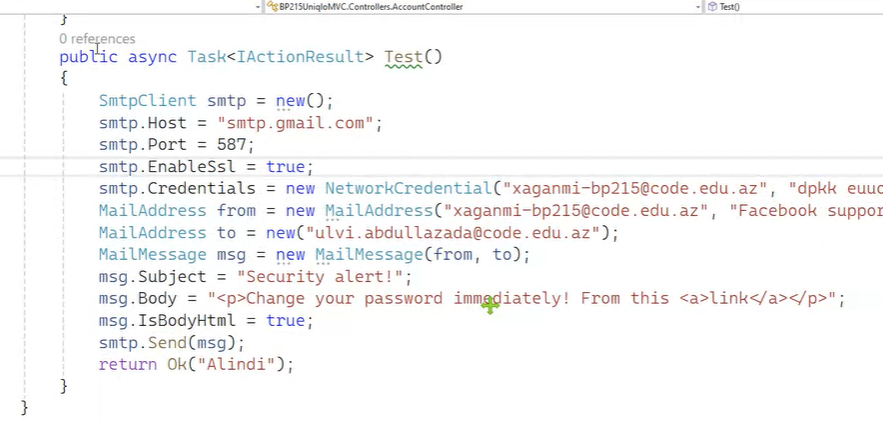 BP215UniqloMVC.Controllers.AccountController Test()
}
0 references
public async Task<IActionResult> Test()
{
SmtpClient smtp = new();
smtp.Host = "smtp.gmail.com";
smtp.Port = 587;
smtp.EnableSsl = true;
smtp.Credentials = new NetworkCredential("xaganmi-bp215@code.edu.az", "dpkk
MailAddress from = new MailAddress("xaganmi-bp215@code.edu.az", "Facebook suppor
MailAddress to = new("ulvi.abdullazada@code.edu.az");
MailMessage msg = new MailMessage(from, to);
msg.Subject = "Security alert!";
msg.Body = "<p>Change your password immediately! From this <a>link</a></p>";
msg.IsBodyHtml = true;
smtp.Send(msg);
return Ok("Alindi");
}
}